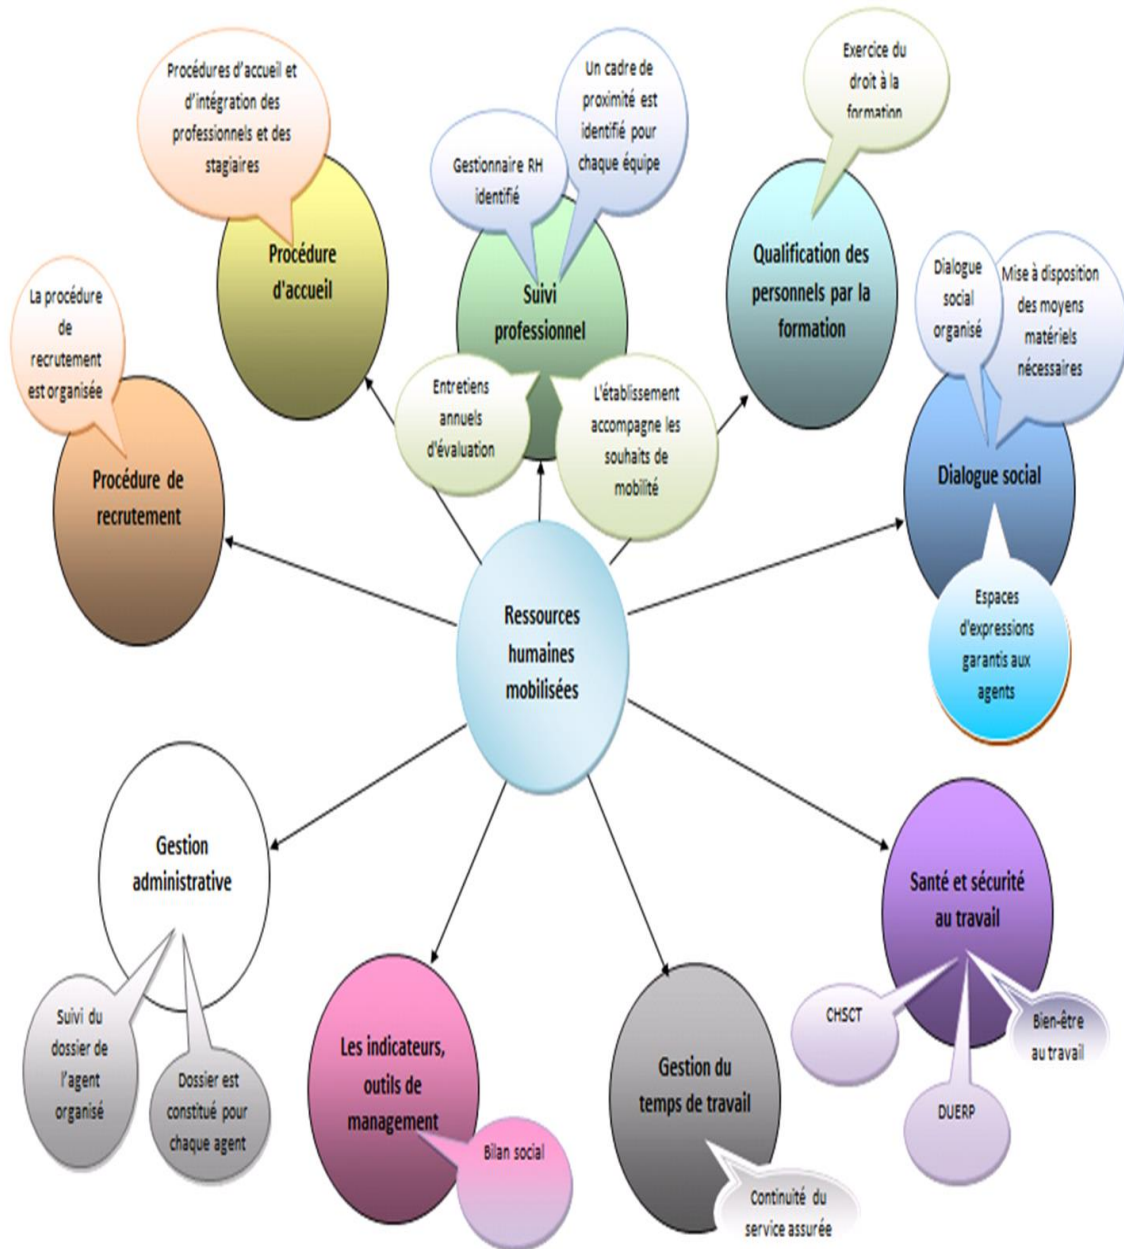 Procédures d'accueil et
d'intégration des
professionnels et des
stagiaires
Procédure
d'accueil
Gestionnaire RH
identifié
Un cadre de
proximité est
identifié pour
chaque équipe
Suivi
professionnel
Entretiens
annuels
d'évaluation
L'établissement
accompagne les
souhaits de
mobilité
Exercice du
droit à la
formation
Qualification des
personnels par la
formation
Dialogue
social
organisé
Mise à disposition
des moyens
matériels
nécessaires
Dialogue social
Espaces
d'expressions
garantis aux
agents
La procédure
de
recrutement
est organisée
Procédure de
recrutement
Ressources
humaines
mobilisées
Gestion
administrative
Suivi du
dossier de
l'agent
organisé
Dossier est
constitué pour
chaque agent
Les indicateurs,
outils de
management
Bilan social
Gestion du
temps de travail
Continuité du
service assurée
Santé et sécurité
au travail
CHSCT
DUERP
Bien-être
au travail